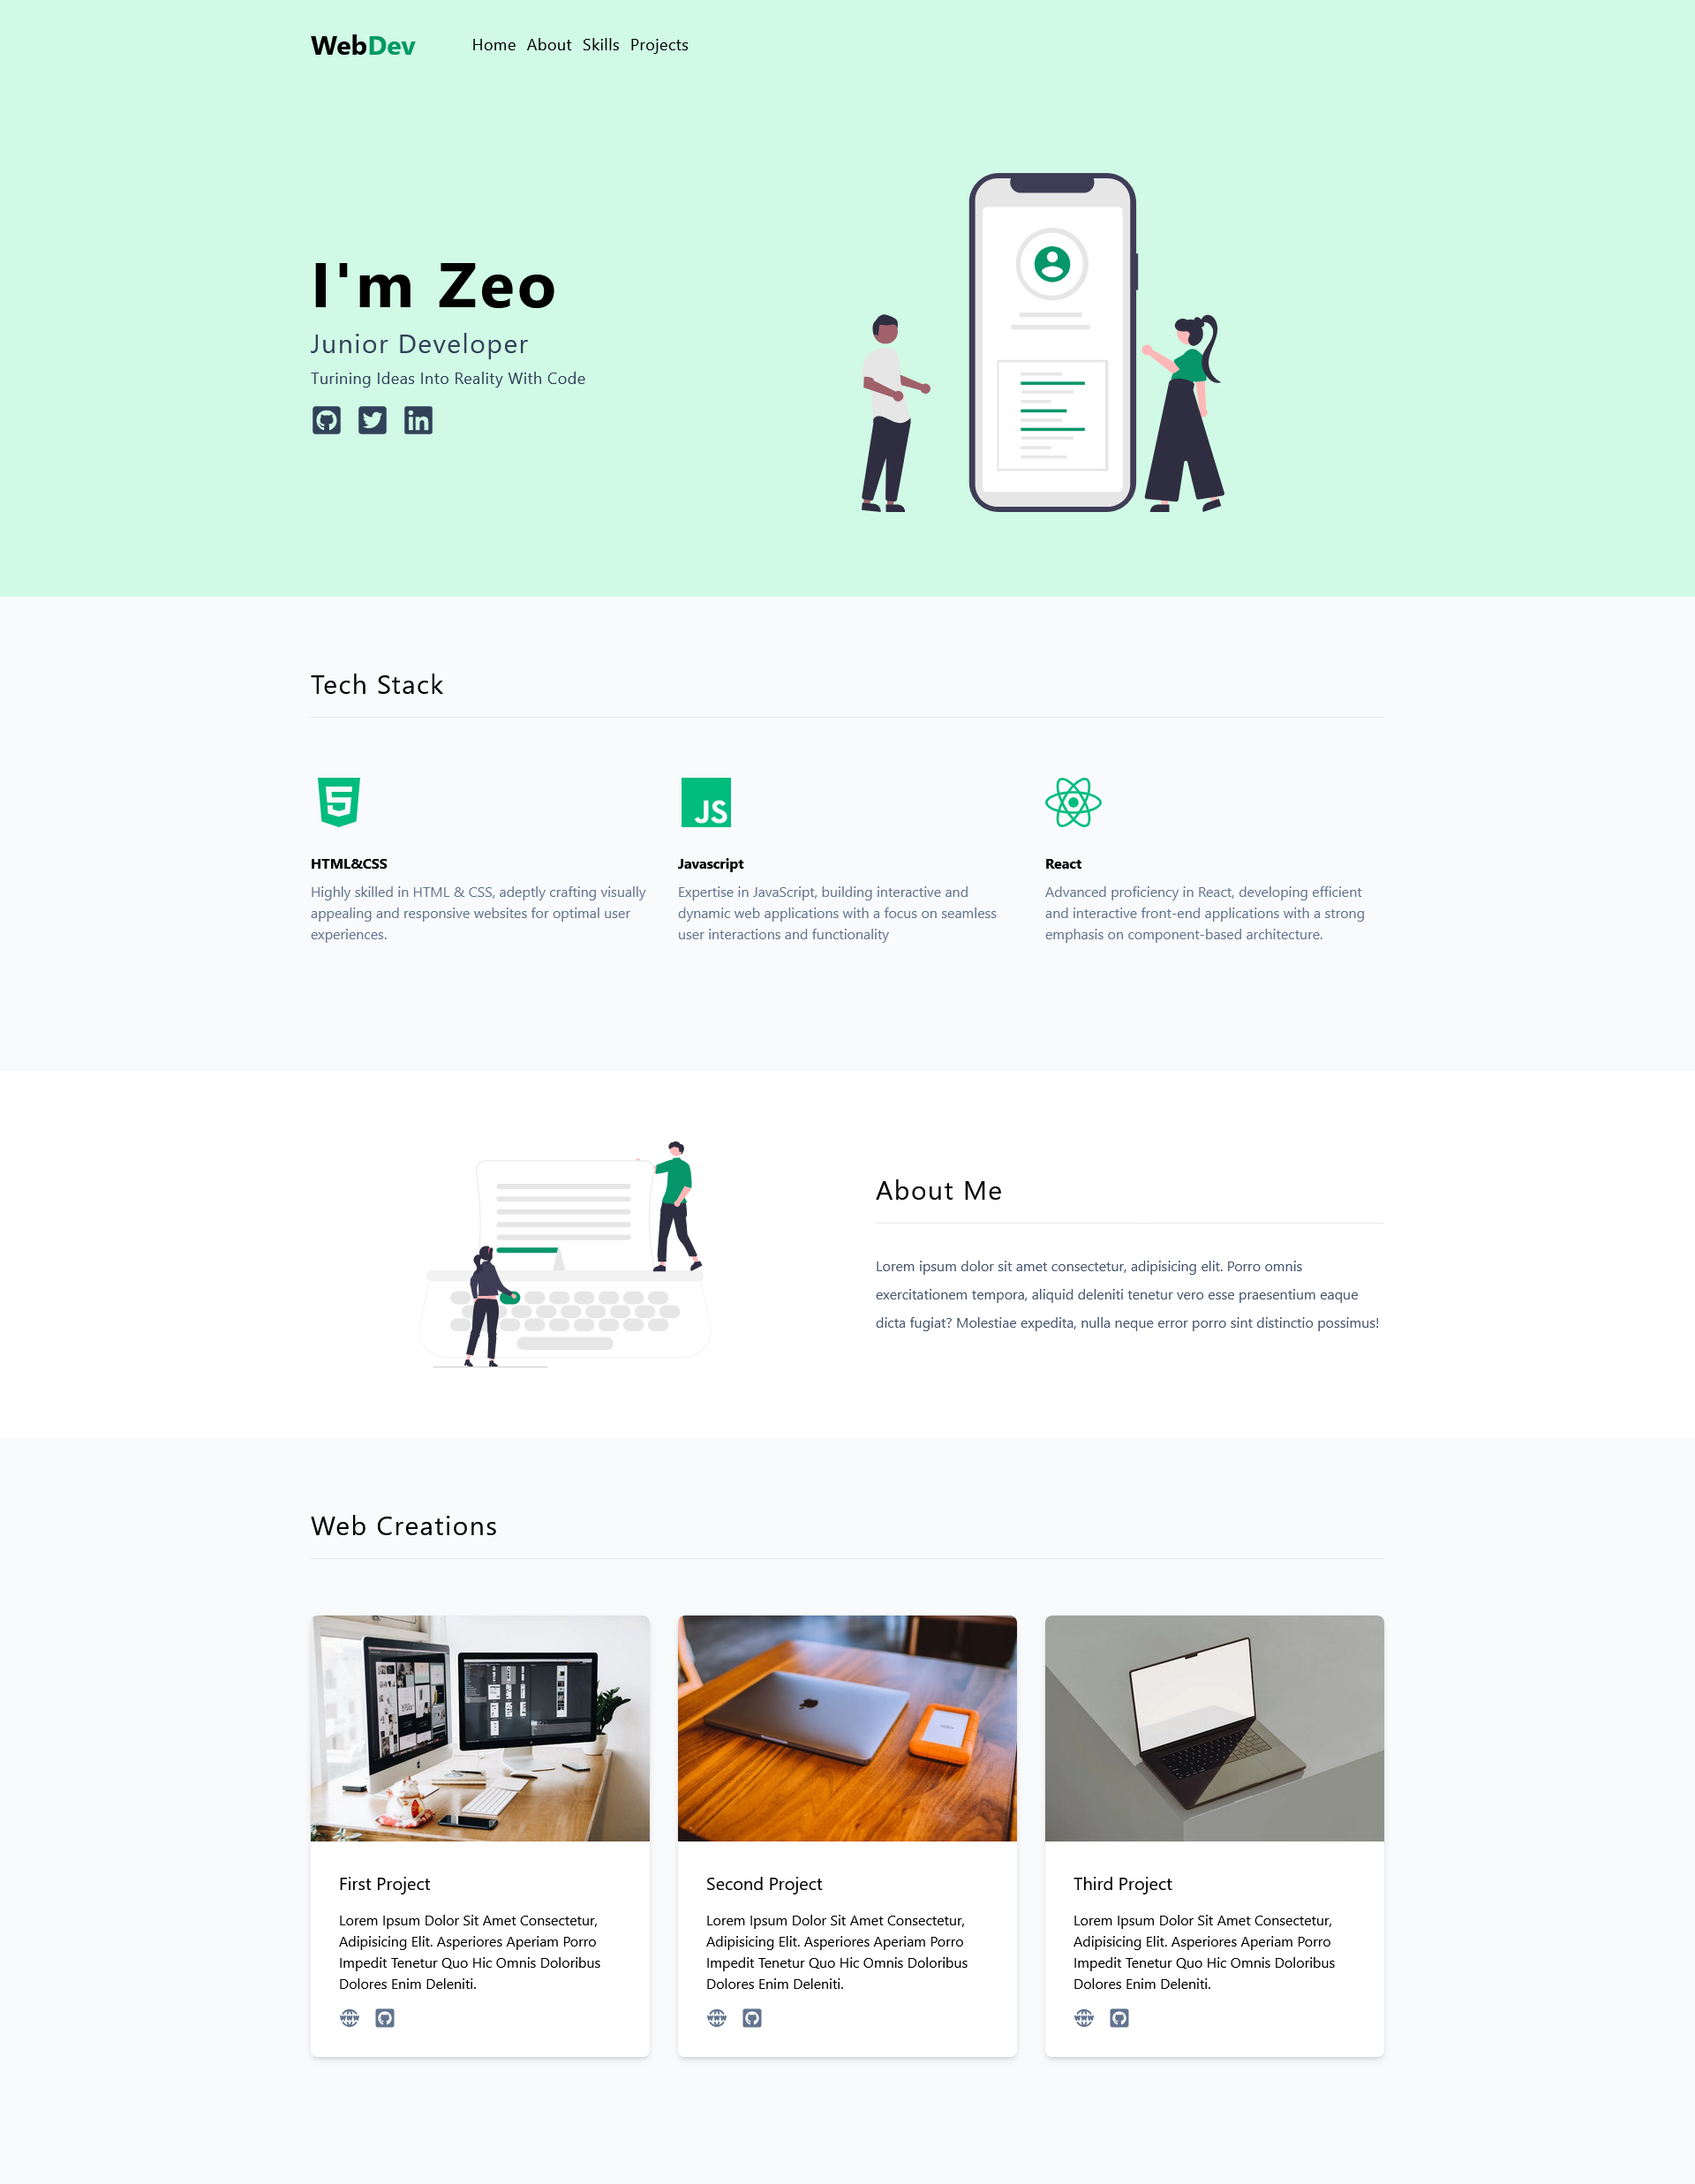 WebDev
Home About Skills Projects
I'm Zeo
Junior Developer
Turining Ideas Into Reality With Code
Tech Stack
JS
HTML&CSS
Highly skilled in HTML & CSS, adeptly crafting visually
appealing and responsive websites for optimal user
experiences.
Javascript
Expertise in JavaScript, building interactive and
dynamic web applications with a focus on seamless
user interactions and functionality
React
Advanced proficiency in React, developing efficient
and interactive front-end applications with a strong
emphasis on component-based architecture.
About Me
Lorem ipsum dolor sit amet consectetur, adipisicing elit. Porro omnis
exercitationem tempora, aliquid deleniti tenetur vero esse praesentium eaque
dicta fugiat? Molestiae expedita, nulla neque error porro sint distinctio possimus!
Web Creations
First Project
Lorem Ipsum Dolor Sit Amet Consectetur,
Adipisicing Elit. Asperiores Aperiam Porro
Impedit Tenetur Quo Hic Omnis Doloribus
Dolores Enim Deleniti.
Second Project
Lorem Ipsum Dolor Sit Amet Consectetur,
Adipisicing Elit. Asperiores Aperiam Porro
Impedit Tenetur Quo Hic Omnis Doloribus
Dolores Enim Deleniti.
Third Project
Lorem Ipsum Dolor Sit Amet Consectetur,
Adipisicing Elit. Asperiores Aperiam Porro
Impedit Tenetur Quo Hic Omnis Doloribus
Dolores Enim Deleniti.